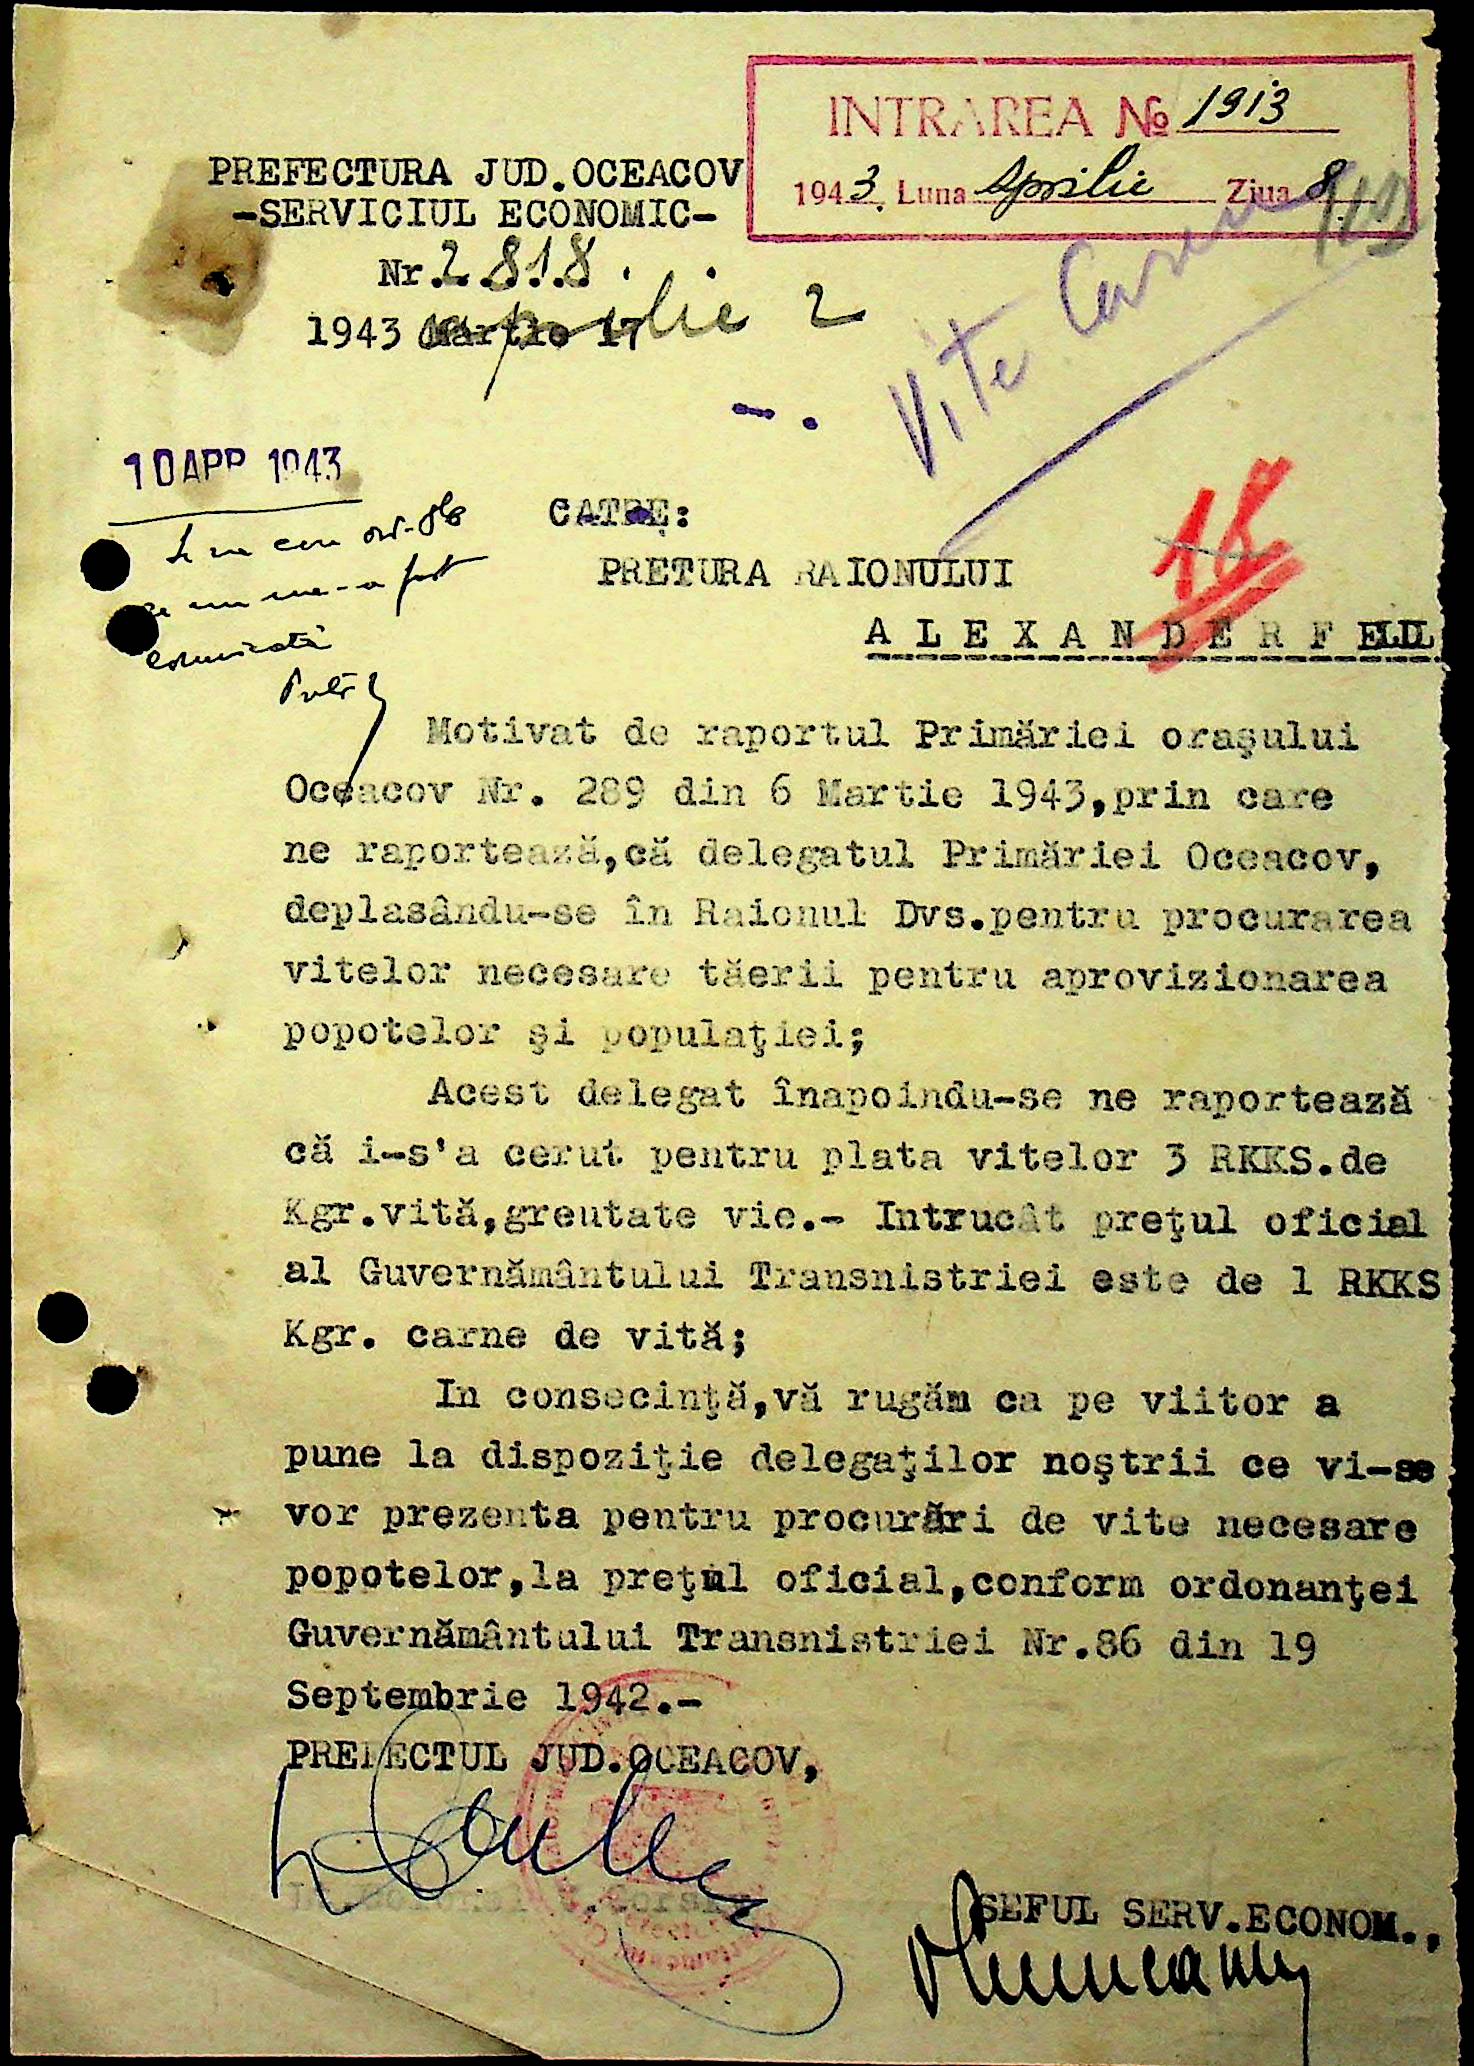 INTRAREA № 1913
1943. Luna Aprilie Ziua 8
PREFECTURA JUD.OCEACOV
-SERVICIUL ECONOMIC-
Nr.2818.
1943 Martie 17 aprilie 2
Vite
10 APR 1943
CATRE:
18
PRETURA RAIONULUI
comunicată
ALEXANDERFELD
Motivat de raportul Primăriei oraşului
Oceacov Nr. 289 din 6 Martie 1943,prin care
ne raportează,că delegatul Primăriei Oceacov,
deplasându-se în Raionul Dvs.pentru procurarea
vitelor necesare tăerii pentru aprovizionarea
popotelor şi populaţiei;
Acest delegat înapoindu-se ne raportează
că i-s'a cerut pentru plata vitelor 3 RKKS.de
Kgr.vită,greutate vie.- Intrucât preţul oficial
al Guvernământului Transnistriei este de 1 RKKS
Kgr. carne de vită;
In consecinţă,vă rugăm ca pe viitor a
pune la dispoziţie delegaţilor noştrii ce vi-se
vor prezenta pentru procurări de vite necesare
popotelor,la preţul oficial,conform ordonanţei
Guvernământului Transnistriei Nr.86 din 19
Septembrie 1942.-
PREFECTUL JUD.OCEACOV,
SEFUL SERV.ECONOM.,